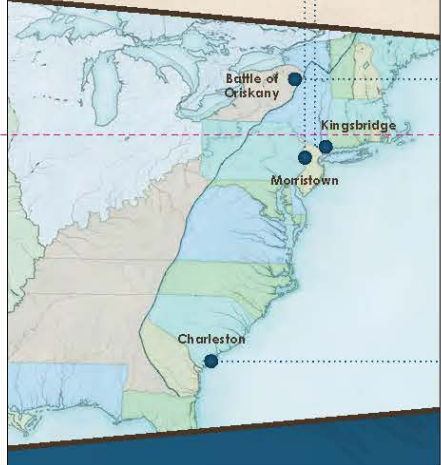 Battle of
Oriskany
Kingsbridge
Morristown
Charleston